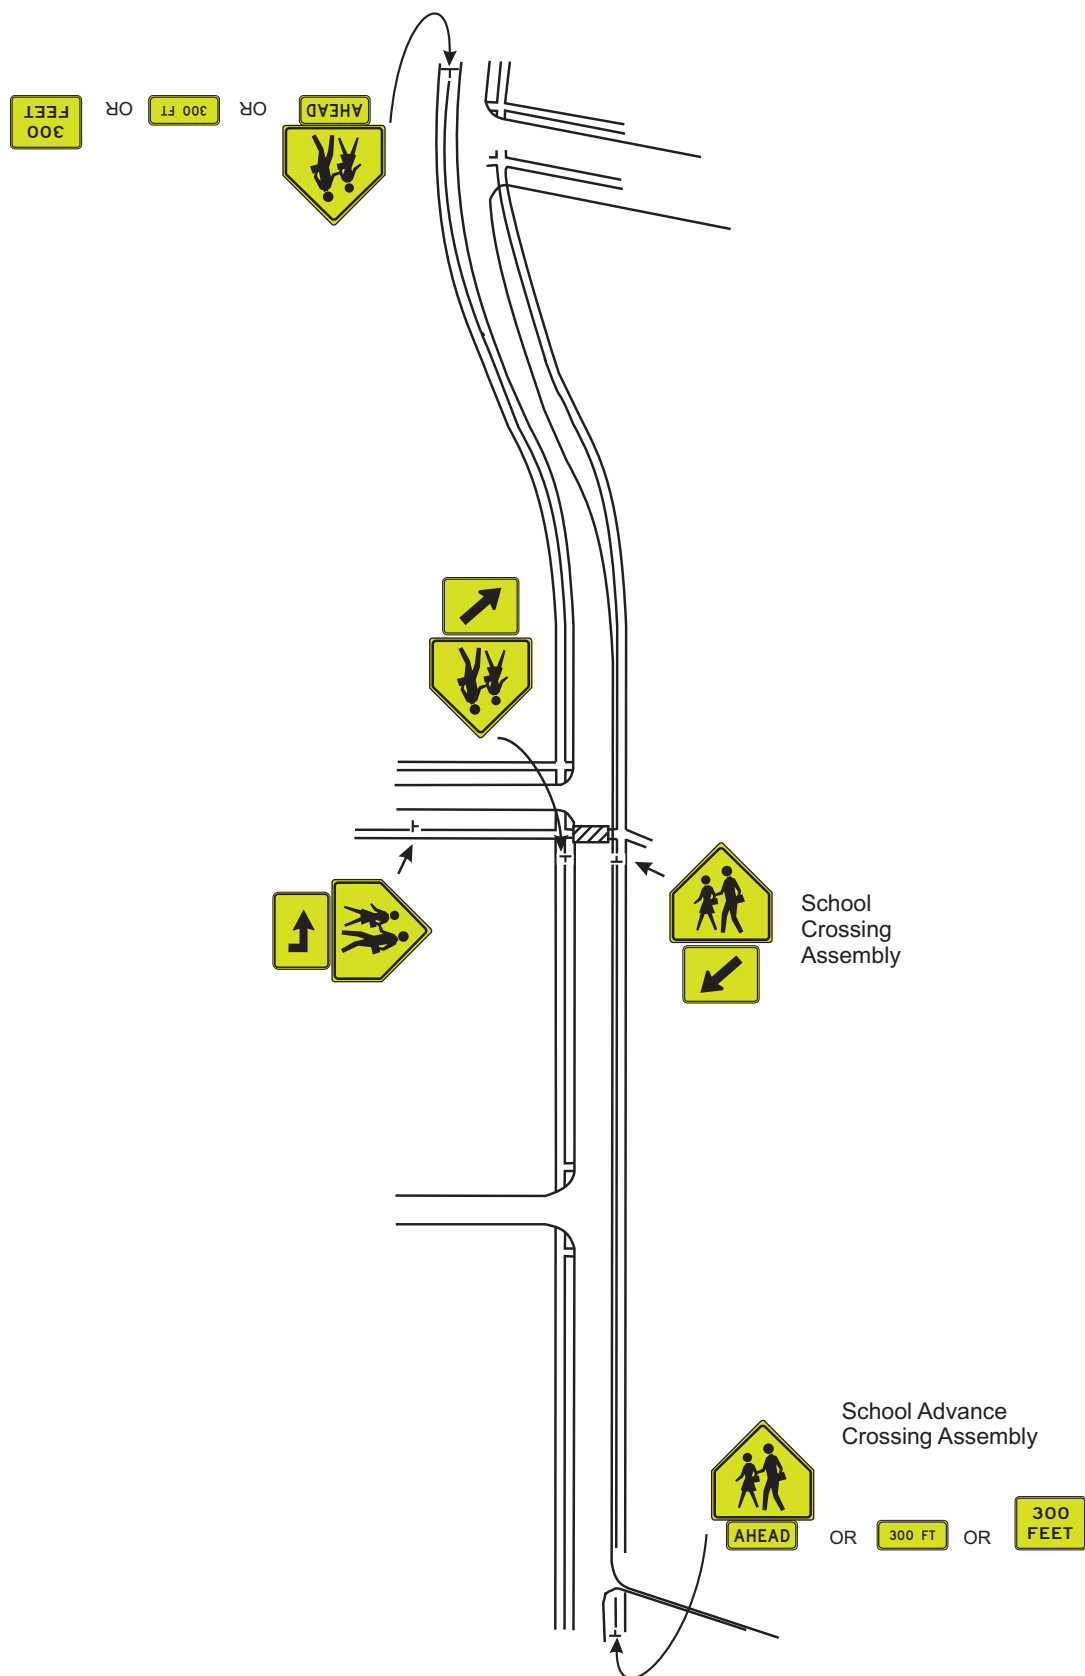 300
FEET
OR
300 FT
OR
AHEAD
School
Crossing
Assembly
School Advance
Crossing Assembly
AHEAD
OR
300 FT
OR
300
FEET